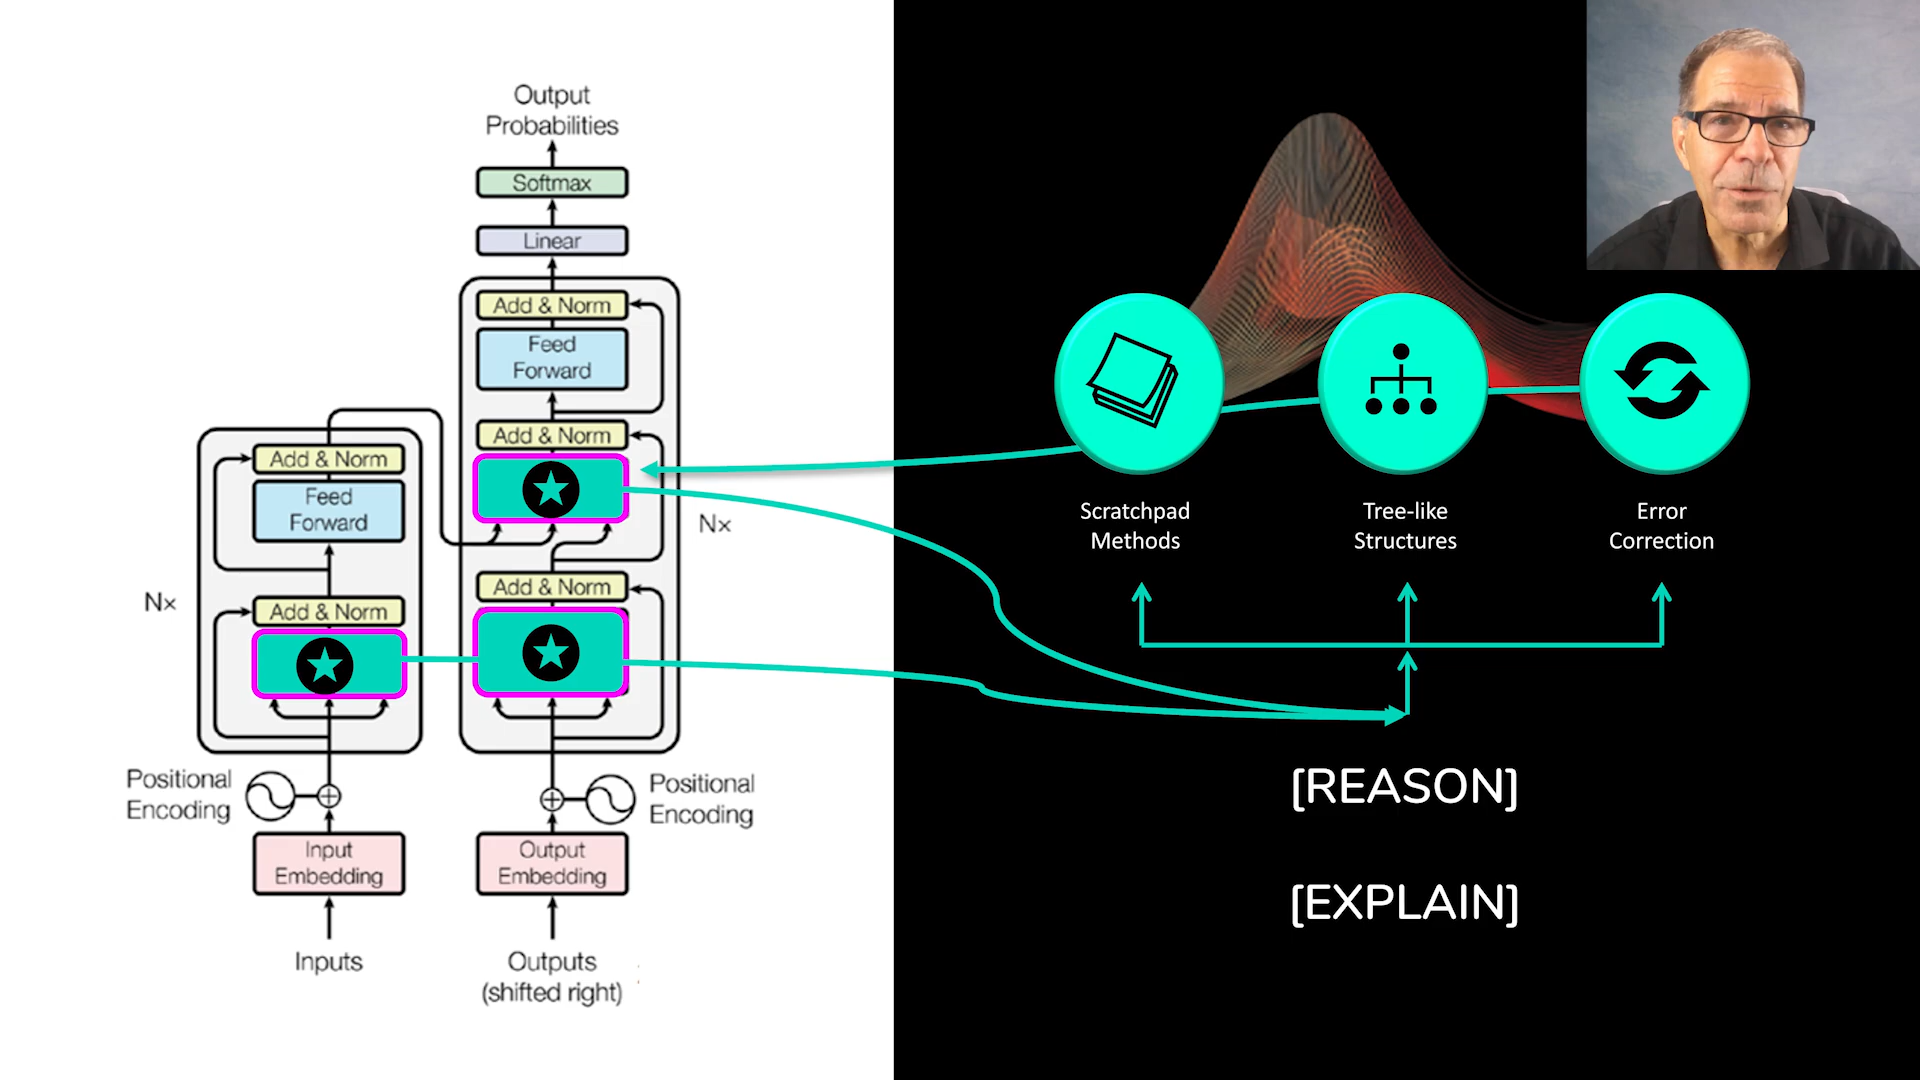 Output
Probabilities
Softmax
Linear
Add & Norm
Feed
Forward
Add & Norm
Add & Norm
Nx
Add & Norm
Feed
Forward
Add & Norm
Nx
Positional
Encoding
Positional
Encoding
Input
Embedding
Output
Embedding
Inputs
Outputs
(shifted right)
Scratchpad
Methods
Tree-like
Structures
Error
Correction
[REASON]
[EXPLAIN]